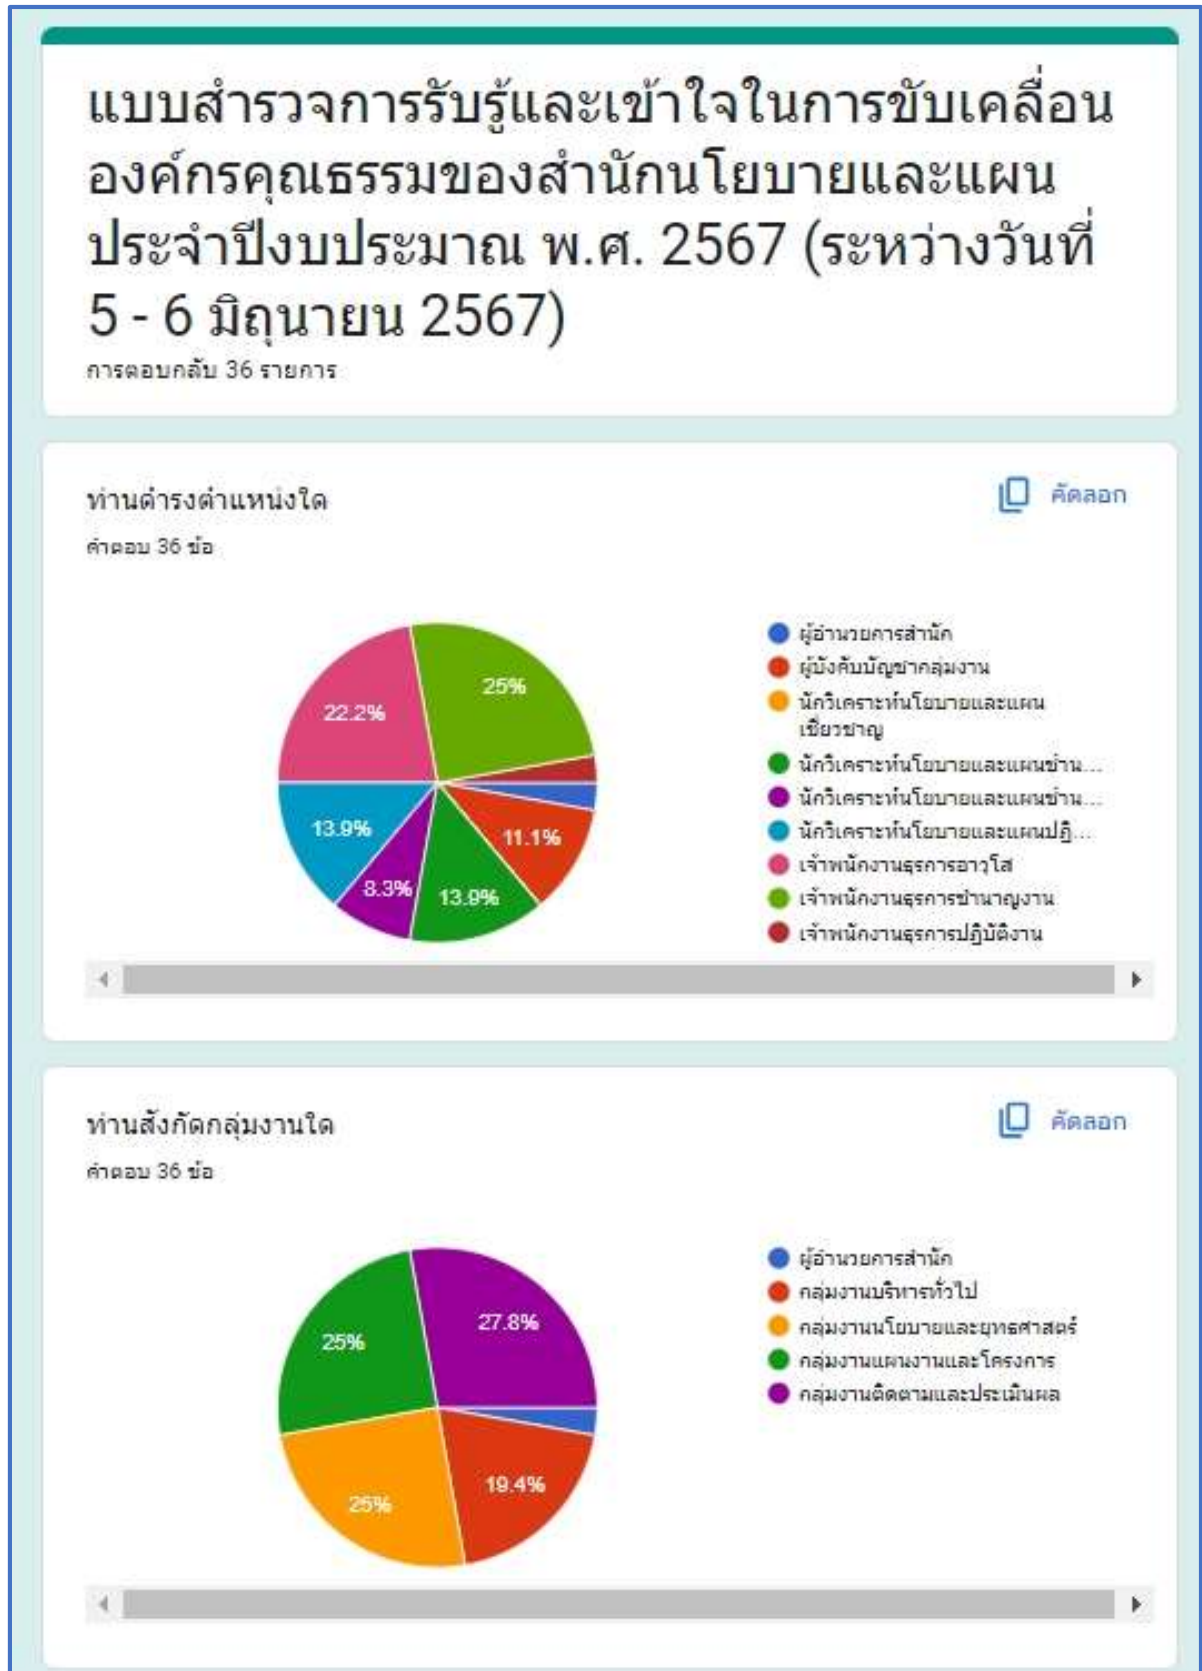 แบบสำรวจการรับรู้และเข้าใจในการขับเคลื่อน
องค์กรคุณธรรมของสำนักนโยบายและแผน
ประจำปีงบประมาณ พ.ศ. 2567 (ระหว่างวันที่
5 - 6 มิถุนายน 2567)
การตอบกลับ 36 รายการ
ท่านดำรงตำแหน่งใด
คัดลอก
คำตอบ 36 ข้อ
25%
22.2%
13.9%
11.1%
8.3%
13.9%
ผู้อำนวยการสำนัก
ผู้บังคับบัญชากลุ่มงาน
นักวิเคราะห์นโยบายและแผน
เชี่ยวชาญ
นักวิเคราะห์นโยบายและแผนชำน...
นักวิเคราะห์นโยบายและแผนชำน...
นักวิเคราะห์นโยบายและแผนปฏิ...
เจ้าพนักงานธุรการอาวุโส
เจ้าพนักงานธุรการชำนาญงาน
เจ้าพนักงานธุรการปฏิบัติงาน
ท่านสังกัดกลุ่มงานใด
คัดลอก
คำตอบ 36 ข้อ
27.8%
25%
19.4%
25%
ผู้อำนวยการสำนัก
กลุ่มงานบริหารทั่วไป
กลุ่มงานนโยบายและยุทธศาสตร์
กลุ่มงานแผนงานและโครงการ
กลุ่มงานติดตามและประเมินผล